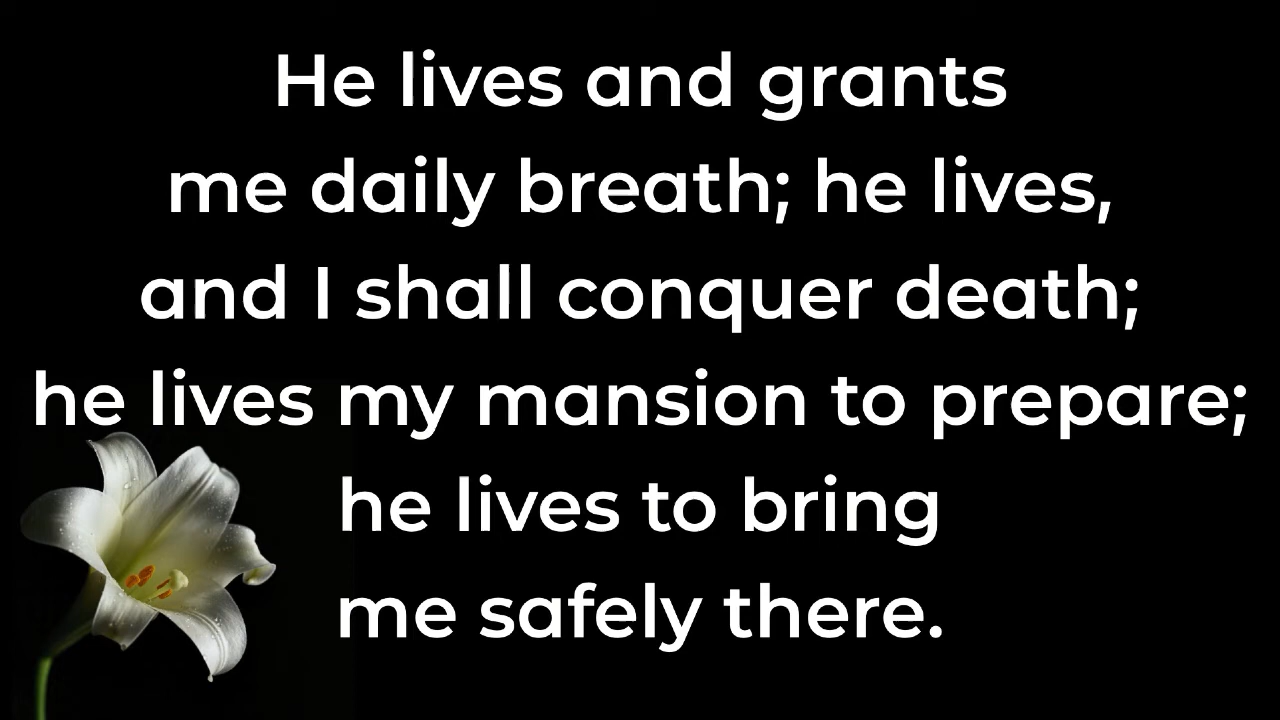 He lives and grants
me daily breath; he lives,
and I shall conquer death;
he lives my mansion to prepare;
he lives to bring
me safely there.